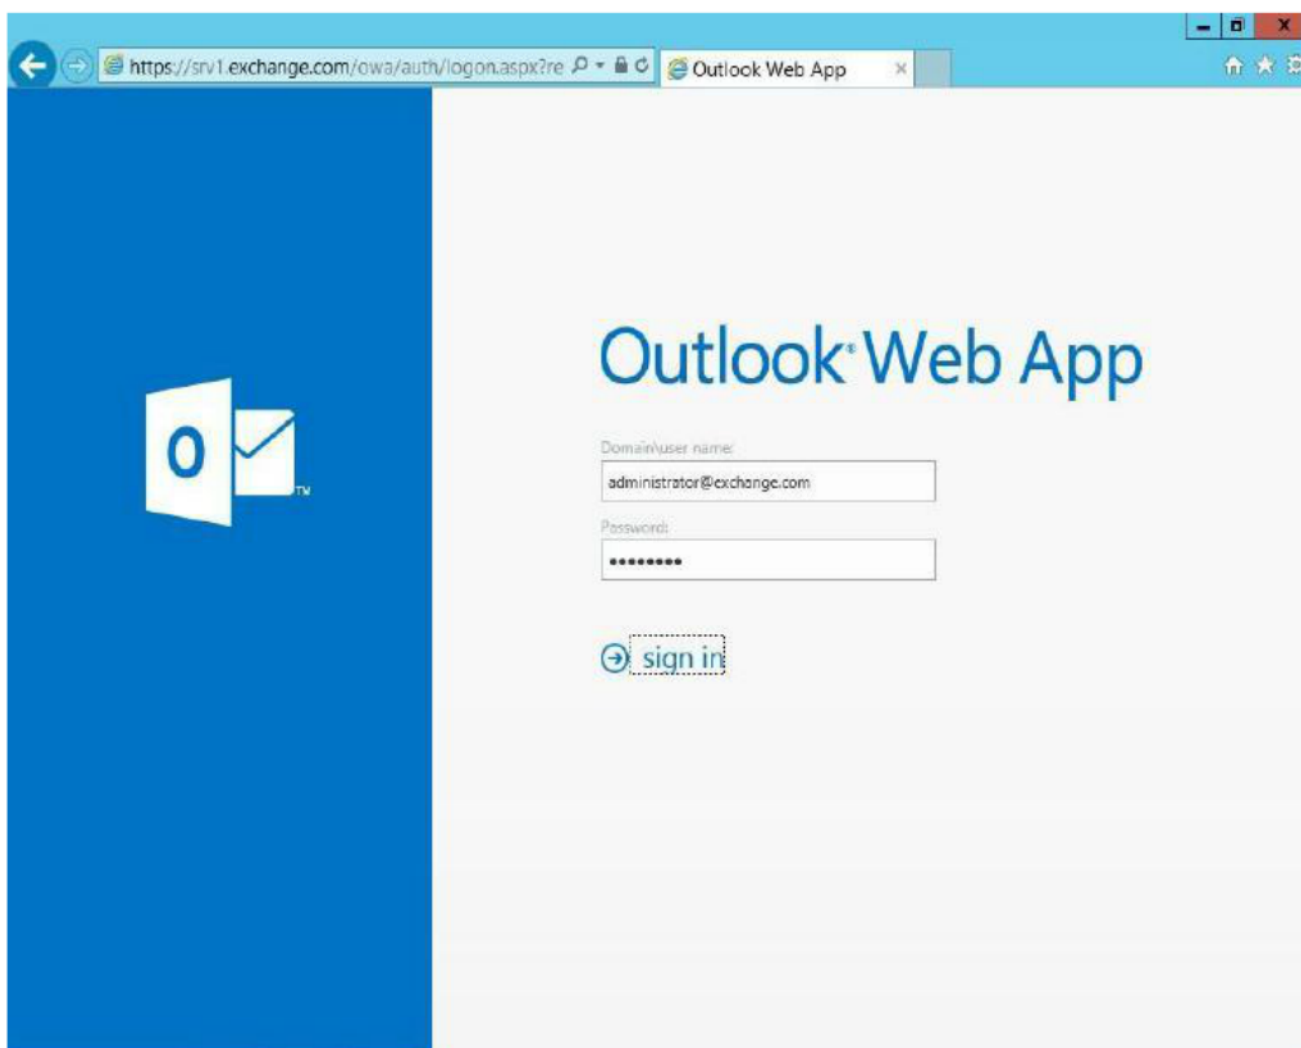 https://srv1.exchange.com/owa/auth/logon.aspx?re
Outlook Web App
O
TM
Outlook® Web App
Domain\user name:
administrator@exchange.com
Password:
••••••••
sign in